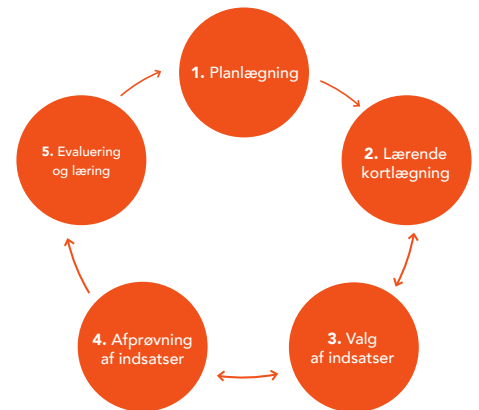 1. Planlægning
2. Lærende
kortlægning
3. Valg
af indsatser
4. Afprøvning
af indsatser
5. Evaluering
og læring